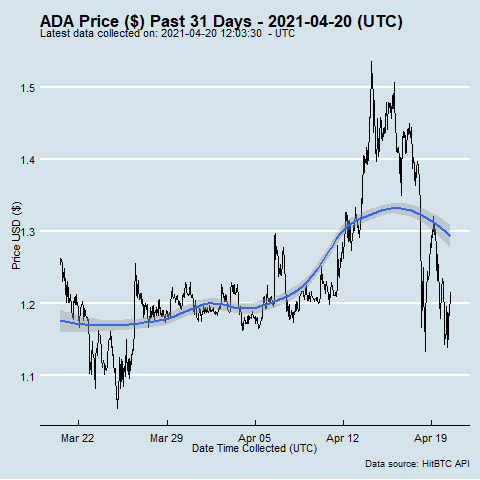 ADA Price ($) Past 31 Days - 2021-04-20 (UTC)
Latest data collected on: 2021-04-20 12:03:30 - UTC
1.5
1.4
1.3
1.2
1.1
Price USD ($)
Mar 22 Mar 29 Apr 05 Apr 12 Apr 19
Date Time Collected (UTC)
Data source: HitBTC API